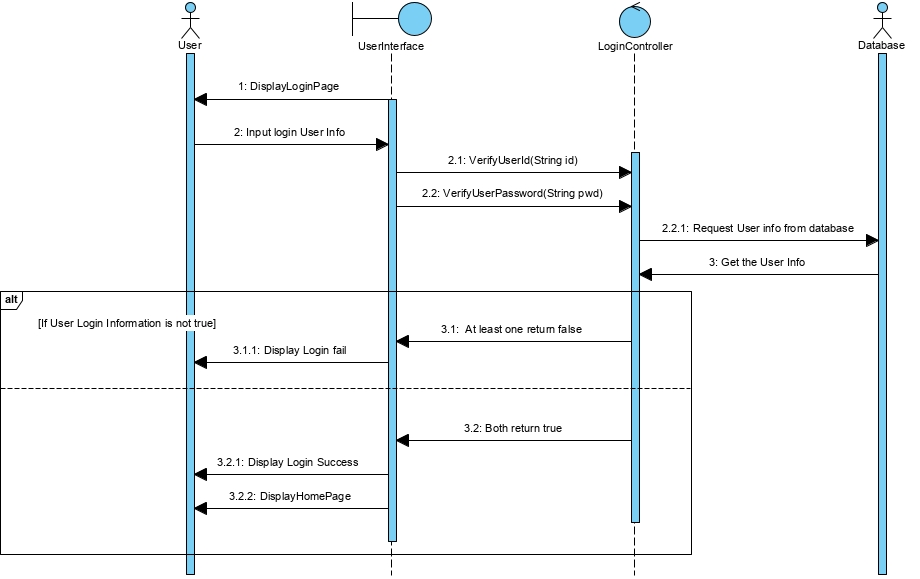 User
UserInterface
LoginController
Database
1: DisplayLoginPage
2: Input login User Info
2.1: VerifyUserId(String id)
2.2: VerifyUserPassword(String pwd)
2.2.1: Request User info from database
3: Get the User Info
alt
[If User Login Information is not true]
3.1: At least one return false
3.1.1: Display Login fail
3.2: Both return true
3.2.1: Display Login Success
3.2.2: DisplayHomePage